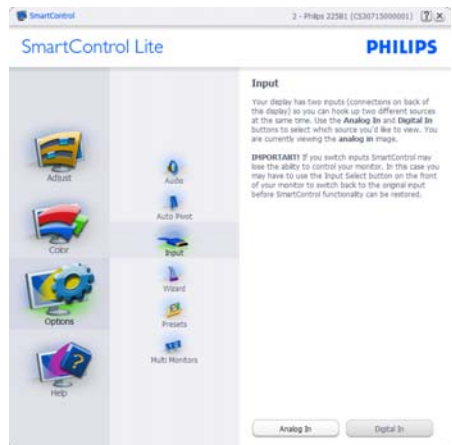 SmartControl
2 - Philips 225B1 (CS30715000001)
SmartControl Lite
PHILIPS
Adjust
Color
Options
Help
Audio
Auto Pivot
Input
Wizard
Presets
Multi Monitors
Input
Your display has two inputs (connections on back of
the display) so you can hook up two different sources
at the same time. Use the Analog In and Digital In
buttons to select which source you'd like to view. You
are currently viewing the analog in image.
IMPORTANT! If you switch inputs SmartControl may
lose the ability to control your monitor. In this case you
may have to use the Input Select button on the front
of your monitor to switch back to the original input
before SmartControl functionality can be restored.
Analog In
Digital In